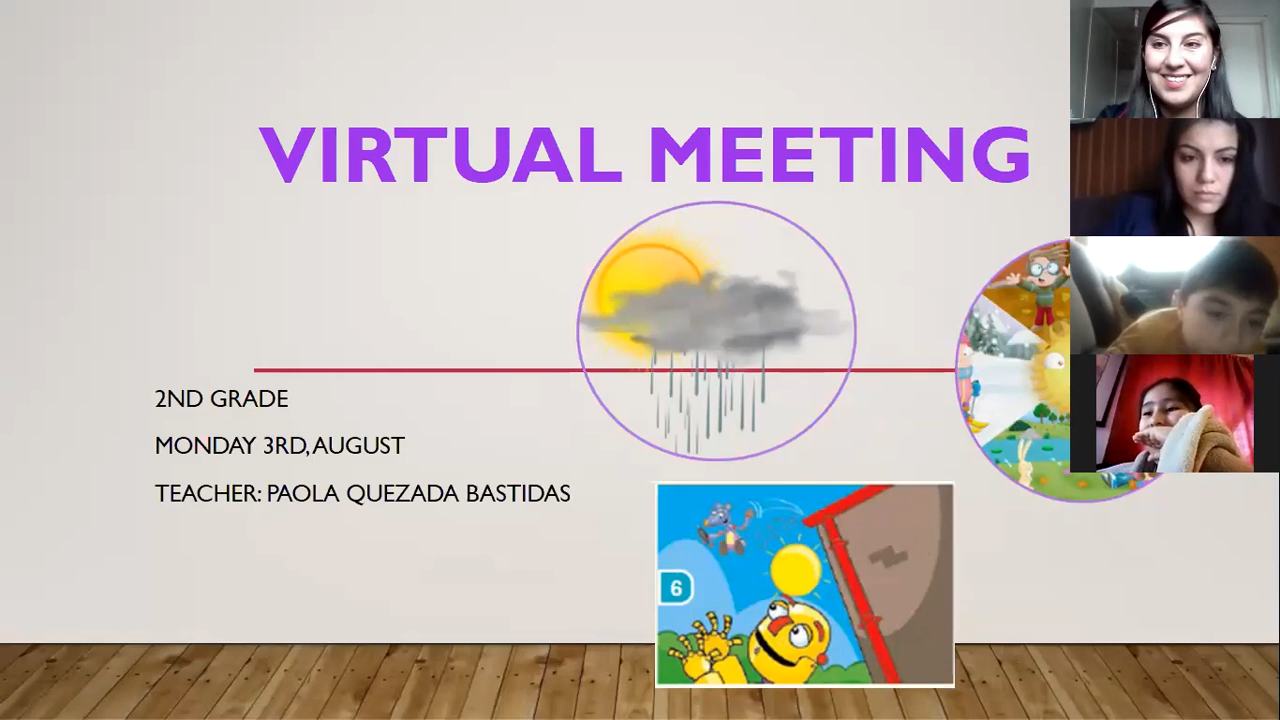 VIRTUAL MEETING
2ND GRADE
MONDAY 3RD, AUGUST
TEACHER: PAOLA QUEZADA BASTIDAS
6